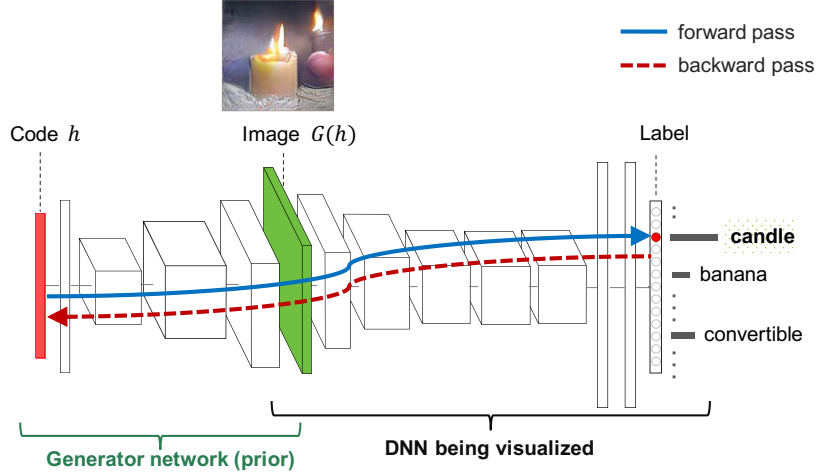 forward pass
backward pass
Code h
Image G(h)
Label
candle
banana
convertible
DNN being visualized
Generator network (prior)